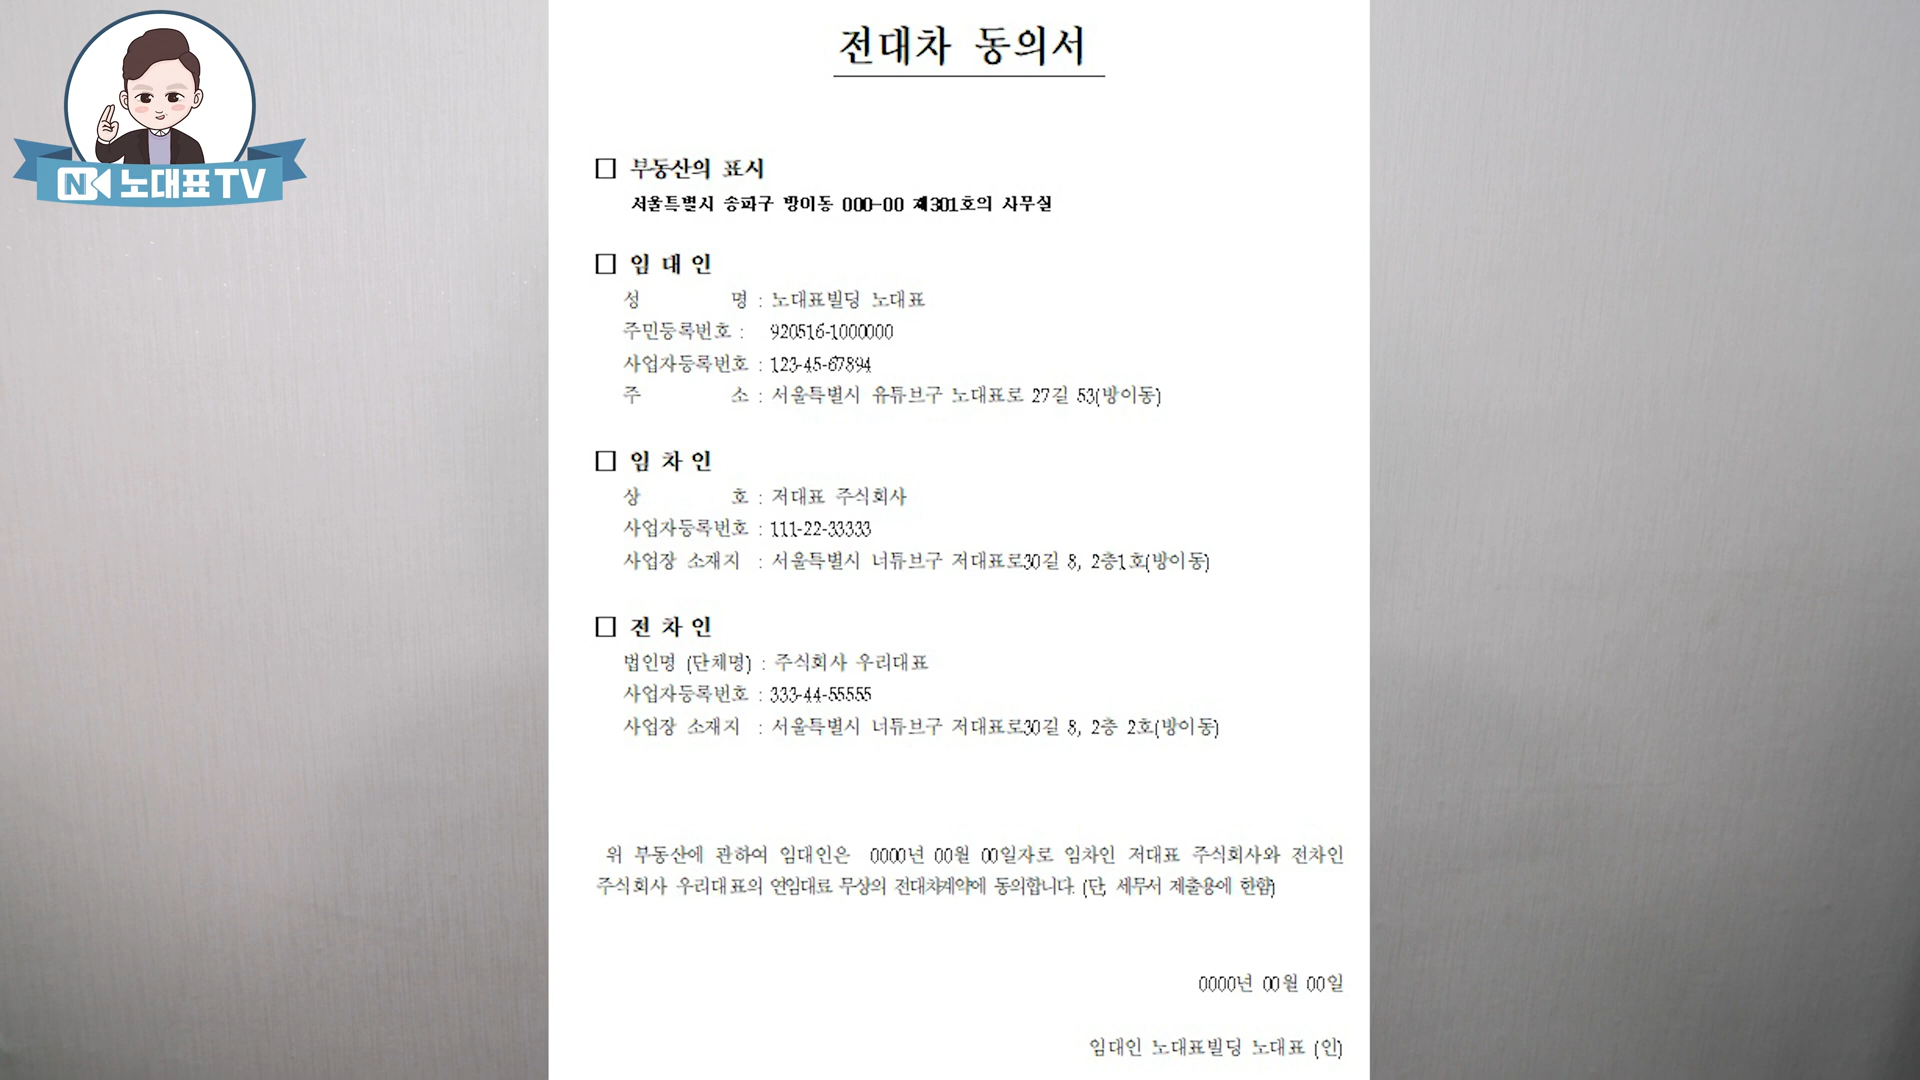 노대표TV
전대차 동의서
□ 부동산의 표시
서울특별시 송파구 방이동 000-00 제301호의 사무실
□ 임 대 인
성 명 : 노대표빌딩 노대표
주민등록번호 : 920516-1000000
사업자등록번호 : 123-45-67894
주 소 : 서울특별시 유튜브구 노대표로 27길 53(방이동)
□ 임 차 인
상 호 : 저대표 주식회사
사업자등록번호 : 111-22-33333
사업장 소재지 : 서울특별시 너튜브구 저대표로30길 8, 2층1호(방이동)
□ 전 차 인
법인명 (단체명) : 주식회사 우리대표
사업자등록번호 : 333-44-55555
사업장 소재지 : 서울특별시 너튜브구 저대표로30길 8, 2층 2호(방이동)
위 부동산에 관하여 임대인은 0000년 00월 00일자로 임차인 저대표 주식회사와 전차인
주식회사 우리대표의 연임대료 무상의 전대차계약에 동의합니다. (단, 세무서 제출용에 한함)
0000년 00월 00일
임대인 노대표빌딩 노대표 (인)